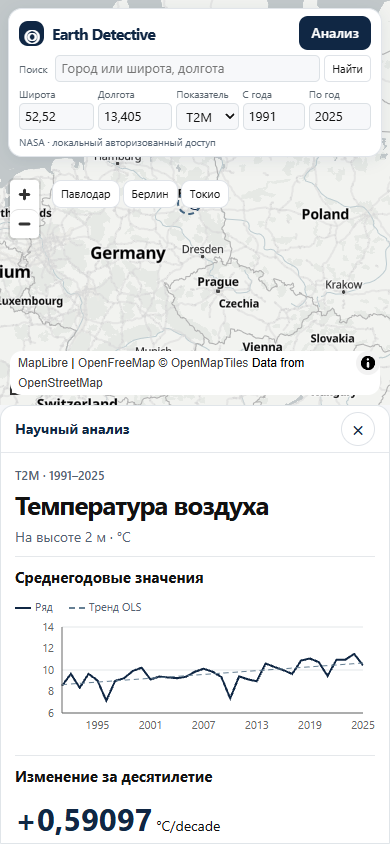 Earth Detective
Анализ
Поиск
Город или широта, долгота
Найти
Широта
Долгота
Показатель
С года
По год
52,52
13,405
T2M
1991
2025
NASA · локальный авторизованный доступ
Hamburg
+
Павлодар
Берлин
Токио
−
Poland
Germany
Dresden
Prague
Krakow
Luxembourg
Czechia
Vienna
Slovakia
Munich
MapLibre | OpenFreeMap © OpenMapTiles Data from
OpenStreetMap
Switzerland
Hungary
Научный анализ
×
T2M · 1991–2025
Температура воздуха
На высоте 2 м · °C
Среднегодовые значения
Ряд
Тренд OLS
14
12
10
8
6
1995
2001
2007
2013
2019
2025
Изменение за десятилетие
+0,59097 °C/decade